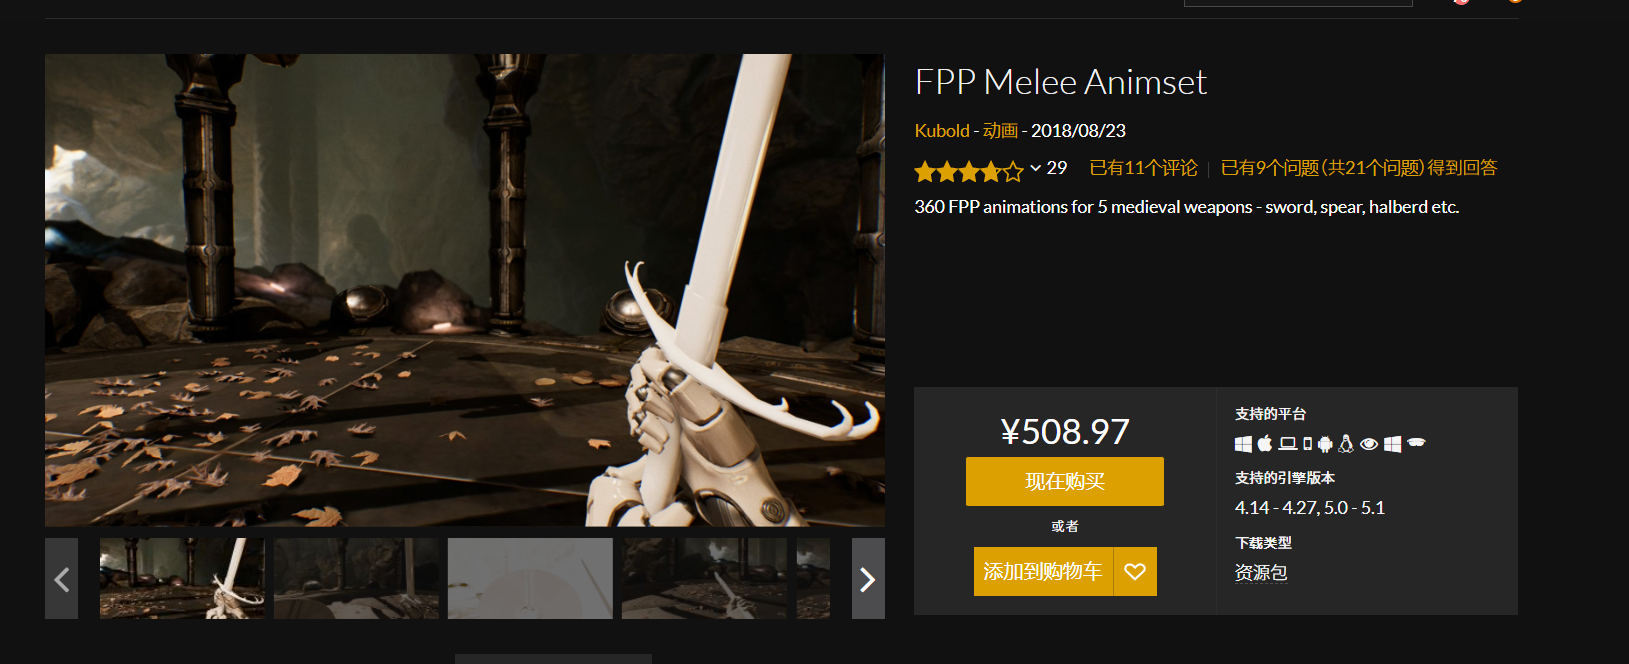 FPP Melee Animset
Kubold - 动画 - 2018/08/23
29 已有11个评论 | 已有9个问题 (共21个问题) 得到回答
360 FPP animations for 5 medieval weapons - sword, spear, halberd etc.
¥508.97
现在购买
或者
添加到购物车
支持的平台
支持的引擎版本
4.14 - 4.27, 5.0 - 5.1
下载类型
资源包